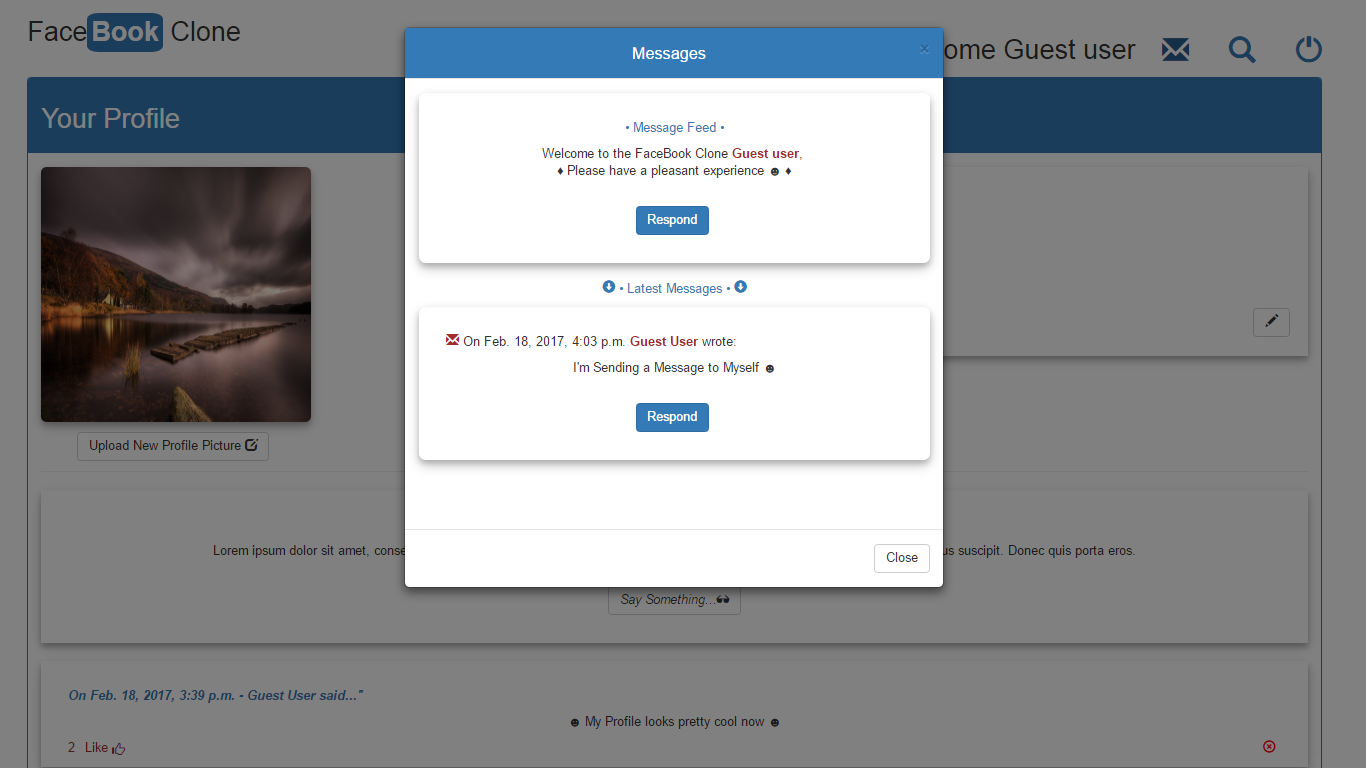 FaceBook Clone
ome Guest user
Messages
×
Your Profile
• Message Feed •
Welcome to the FaceBook Clone Guest user,
♦ Please have a pleasant experience ☻ ♦
Respond
• Latest Messages •
On Feb. 18, 2017, 4:03 p.m. Guest User wrote:
I'm Sending a Message to Myself ☻
Respond
Upload New Profile Picture
Lorem ipsum dolor sit amet, conse
us suscipit. Donec quis porta eros.
Close
Say Something...
On Feb. 18, 2017, 3:39 p.m. - Guest User said..."
☻ My Profile looks pretty cool now ☻
2 Like